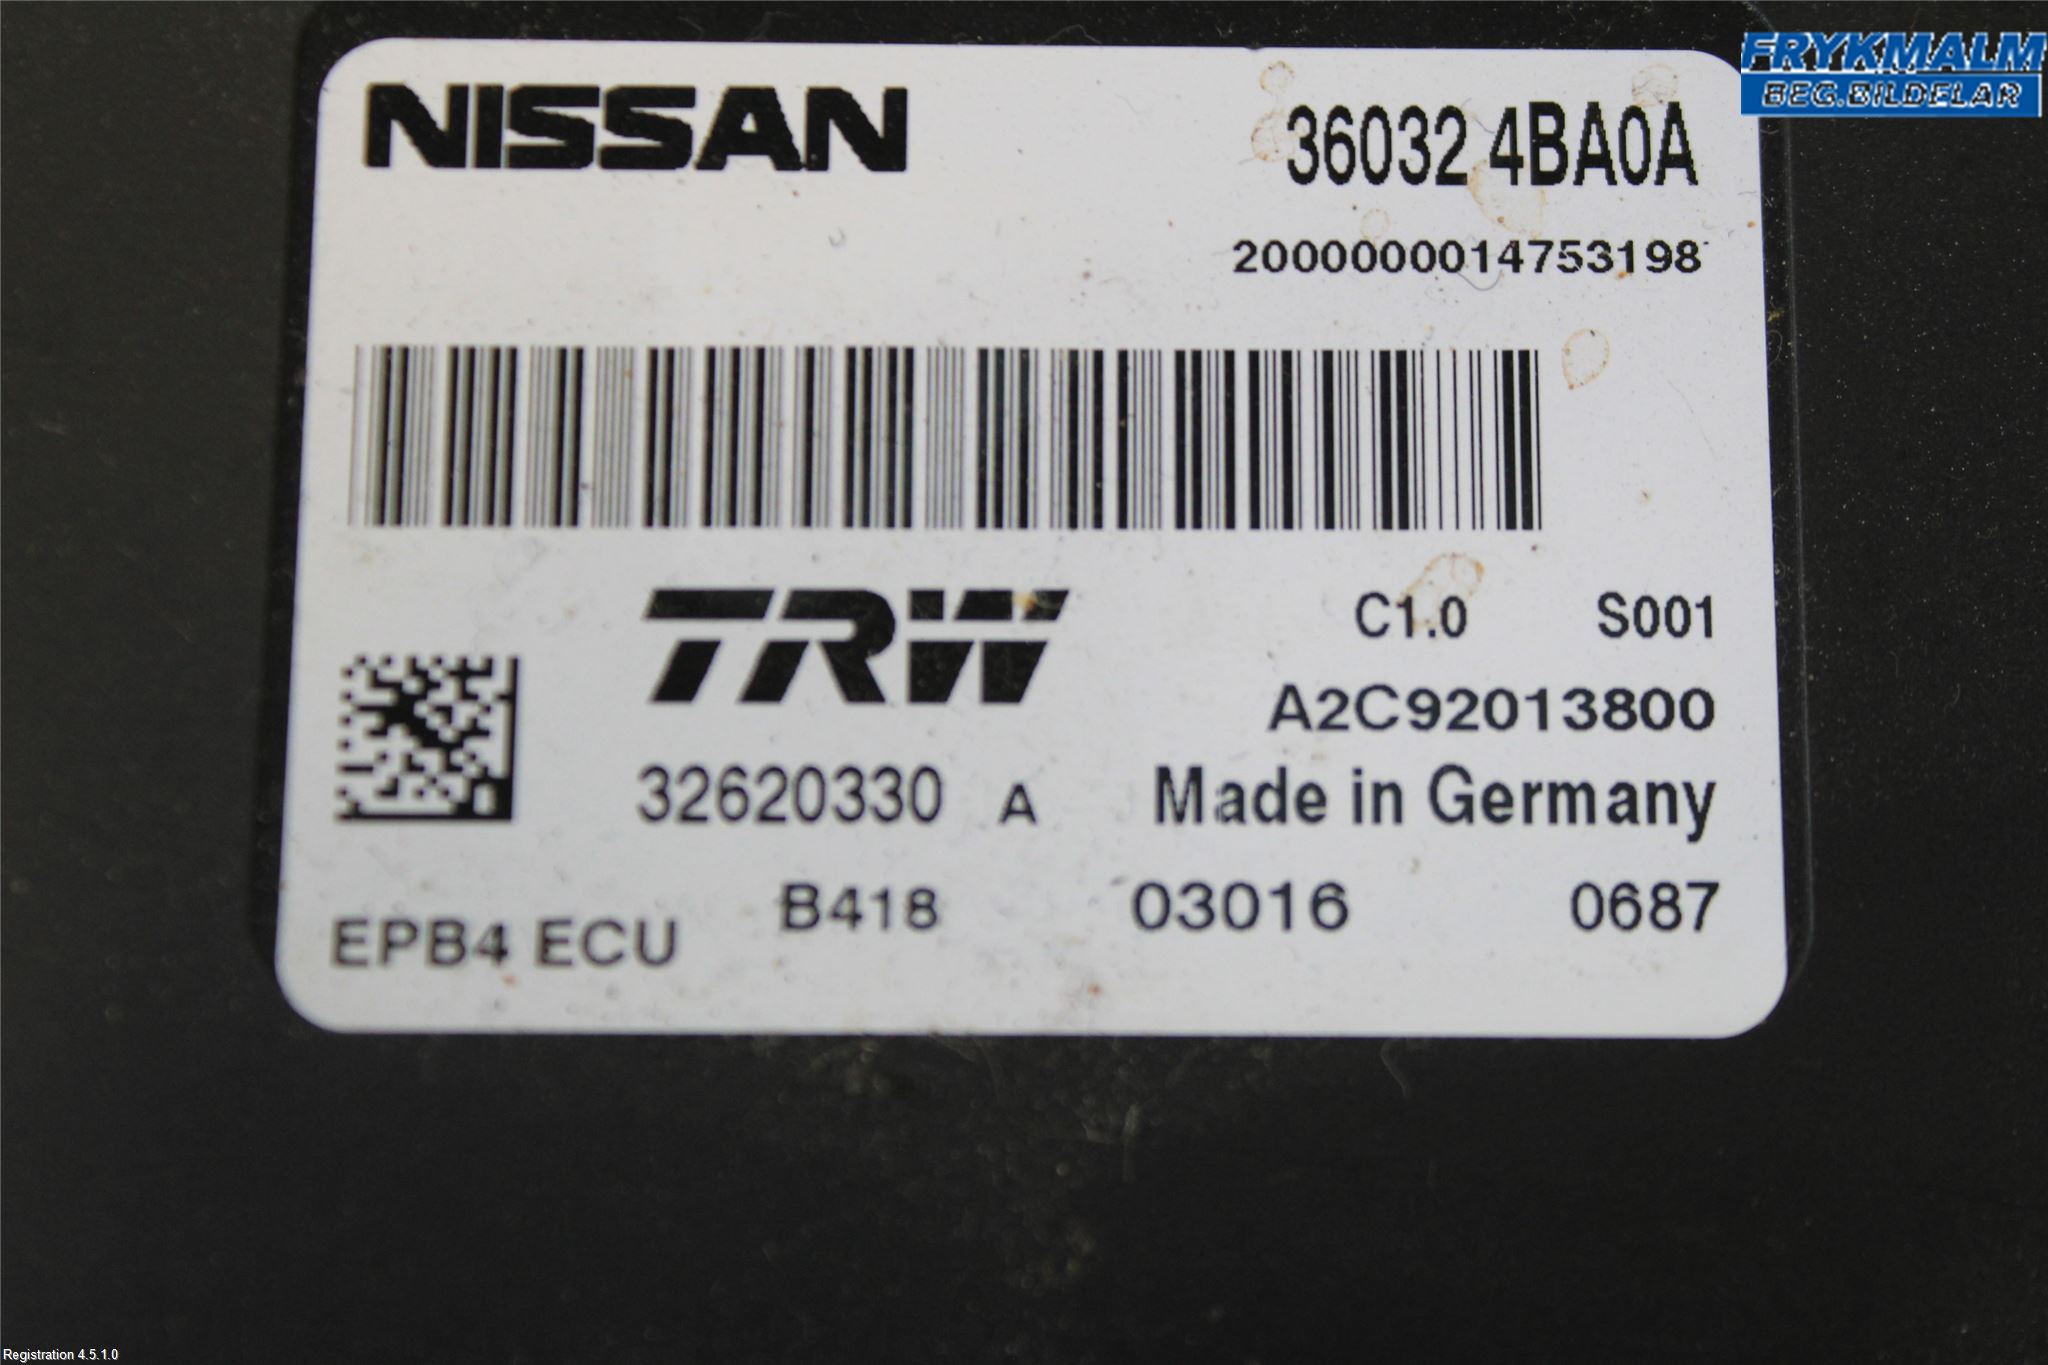 FRYKMALM
BEG.BILDELAR
NISSAN
36032 4BA0A
2000000014753198
TRW
C1.0 S001
A2C92013800
32620330 A Made in Germany
EPB4 ECU B418 03016 0687
Registration 4.5.1.0